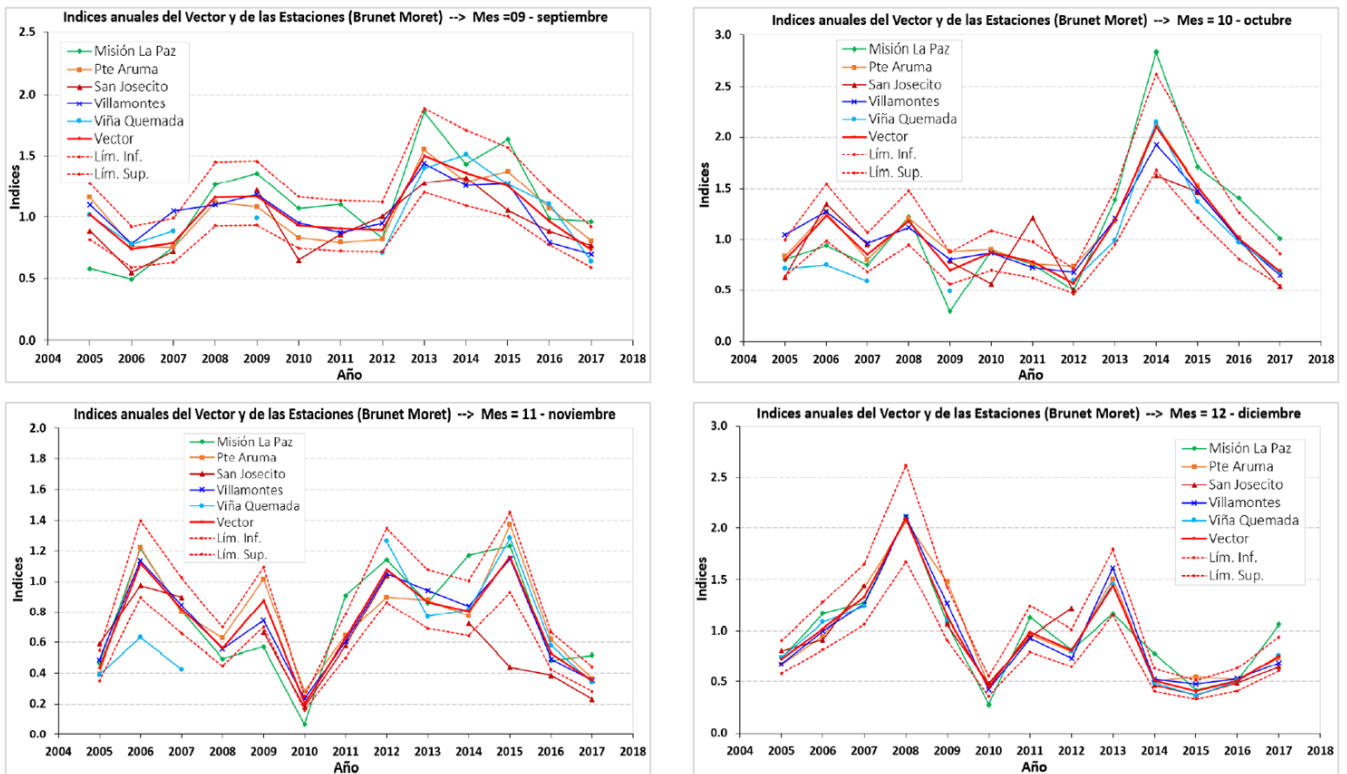 Indices anuales del Vector y de las Estaciones (Brunet Moret) --> Mes =09 - septiembre
2.5
2.0
1.5
1.0
0.5
0.0
Indices
Misión La Paz
Pte Aruma
San Josecito
Villamontes
Viña Quemada
Vector
Lím. Inf.
Lím. Sup.
2004 2005 2006 2007 2008 2009 2010 2011 2012 2013 2014 2015 2016 2017 2018
Año
Indices anuales del Vector y de las Estaciones (Brunet Moret) --> Mes = 10 - octubre
3.0
2.5
2.0
1.5
1.0
0.5
0.0
Indices
Misión La Paz
Pte Aruma
San Josecito
Villamontes
Viña Quemada
Vector
Lím. Inf.
Lím. Sup.
2004 2005 2006 2007 2008 2009 2010 2011 2012 2013 2014 2015 2016 2017 2018
Año
Indices anuales del Vector y de las Estaciones (Brunet Moret) --> Mes = 11 - noviembre
2.0
1.8
1.6
1.4
1.2
1.0
0.8
0.6
0.4
0.2
0.0
Indices
Misión La Paz
Pte Aruma
San Josecito
Villamontes
Viña Quemada
Vector
Lím. Inf.
Lím. Sup.
2004 2005 2006 2007 2008 2009 2010 2011 2012 2013 2014 2015 2016 2017 2018
Año
Indices anuales del Vector y de las Estaciones (Brunet Moret) --> Mes = 12 - diciembre
3.0
2.5
2.0
1.5
1.0
0.5
0.0
Indices
Misión La Paz
Pte Aruma
San Josecito
Villamontes
Viña Quemada
Vector
Lím. Inf.
Lím. Sup.
2004 2005 2006 2007 2008 2009 2010 2011 2012 2013 2014 2015 2016 2017 2018
Año